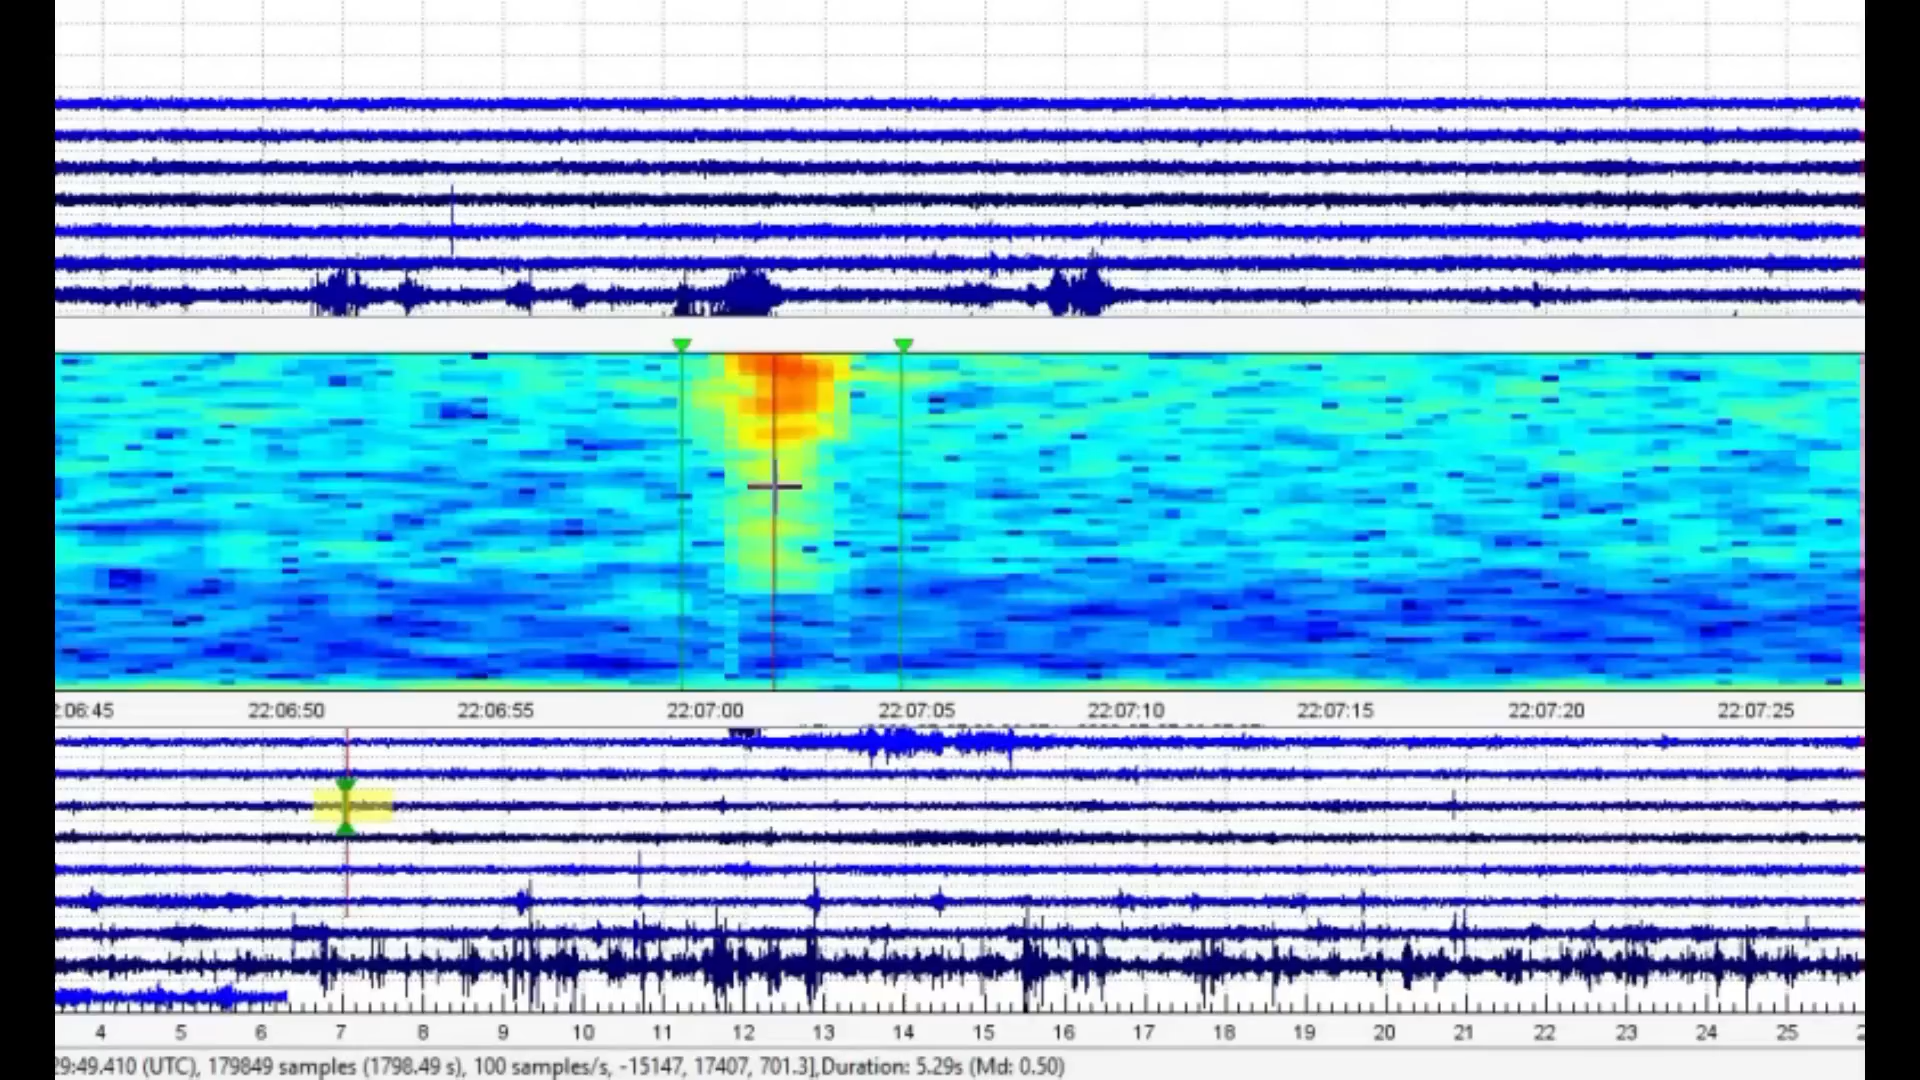 :06:45 22:06:50 22:06:55 22:07:00 22:07:05 22:07:10 22:07:15 22:07:20 22:07:25
4 5 6 7 8 9 10 11 12 13 14 15 16 17 18 19 20 21 22 23 24 25
29:49.410 (UTC), 179849 samples (1798.49 s), 100 samples/s, -15147, 17407, 701.3],Duration: 5.29s (Md: 0.50)